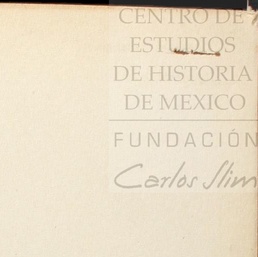 CENTRO DE
ESTUDIOS
DE HISTORIA
DE MEXICO
FUNDACIÓN
Carlos Slim